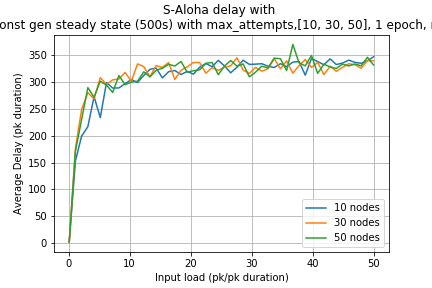 S-Aloha delay with
onst gen steady state (500s) with max_attempts,[10, 30, 50], 1 epoch,
350
300
250
200
150
100
50
0
Average Delay (pk duration)
0
10
20
30
40
50
Input load (pk/pk duration)
10 nodes
30 nodes
50 nodes